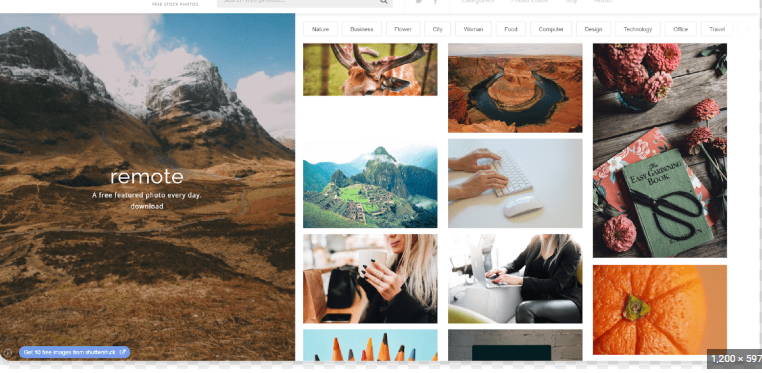 FREE STOCK PHOTOS
Nature Business Flower City Woman Food Computer Design Technology Office Travel
remote
A free featured photo every day.
download
THE
EASY GARDENING
BOOK
Get 10 free images from shutterstock
1,200 × 597